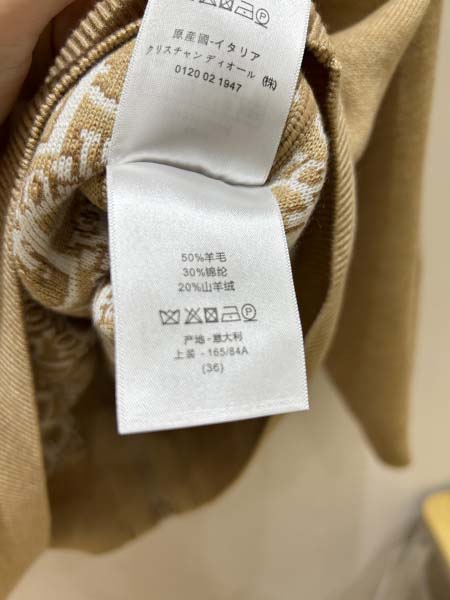 原産國-イタリア
クリスチャン ディオール ㈱
0120 02 1947
50%羊毛
30%锦纶
20%山羊绒
产地-意大利
上装 - 165/84A
(36)